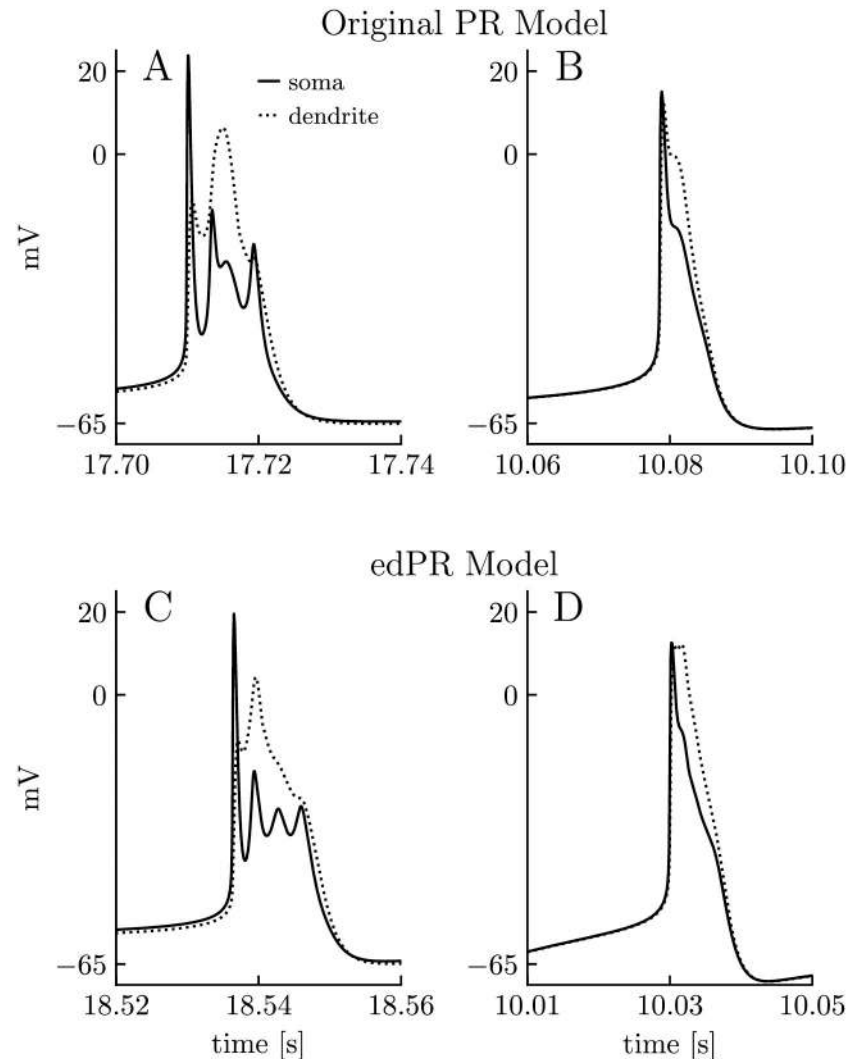 Original PR Model
A
B
soma
dendrite
20
0
−65
mV
17.70 17.72 17.74
20
0
−65
10.06 10.08 10.10
edPR Model
C
D
20
0
−65
mV
18.52 18.54 18.56
time [s]
20
0
−65
10.01 10.03 10.05
time [s]